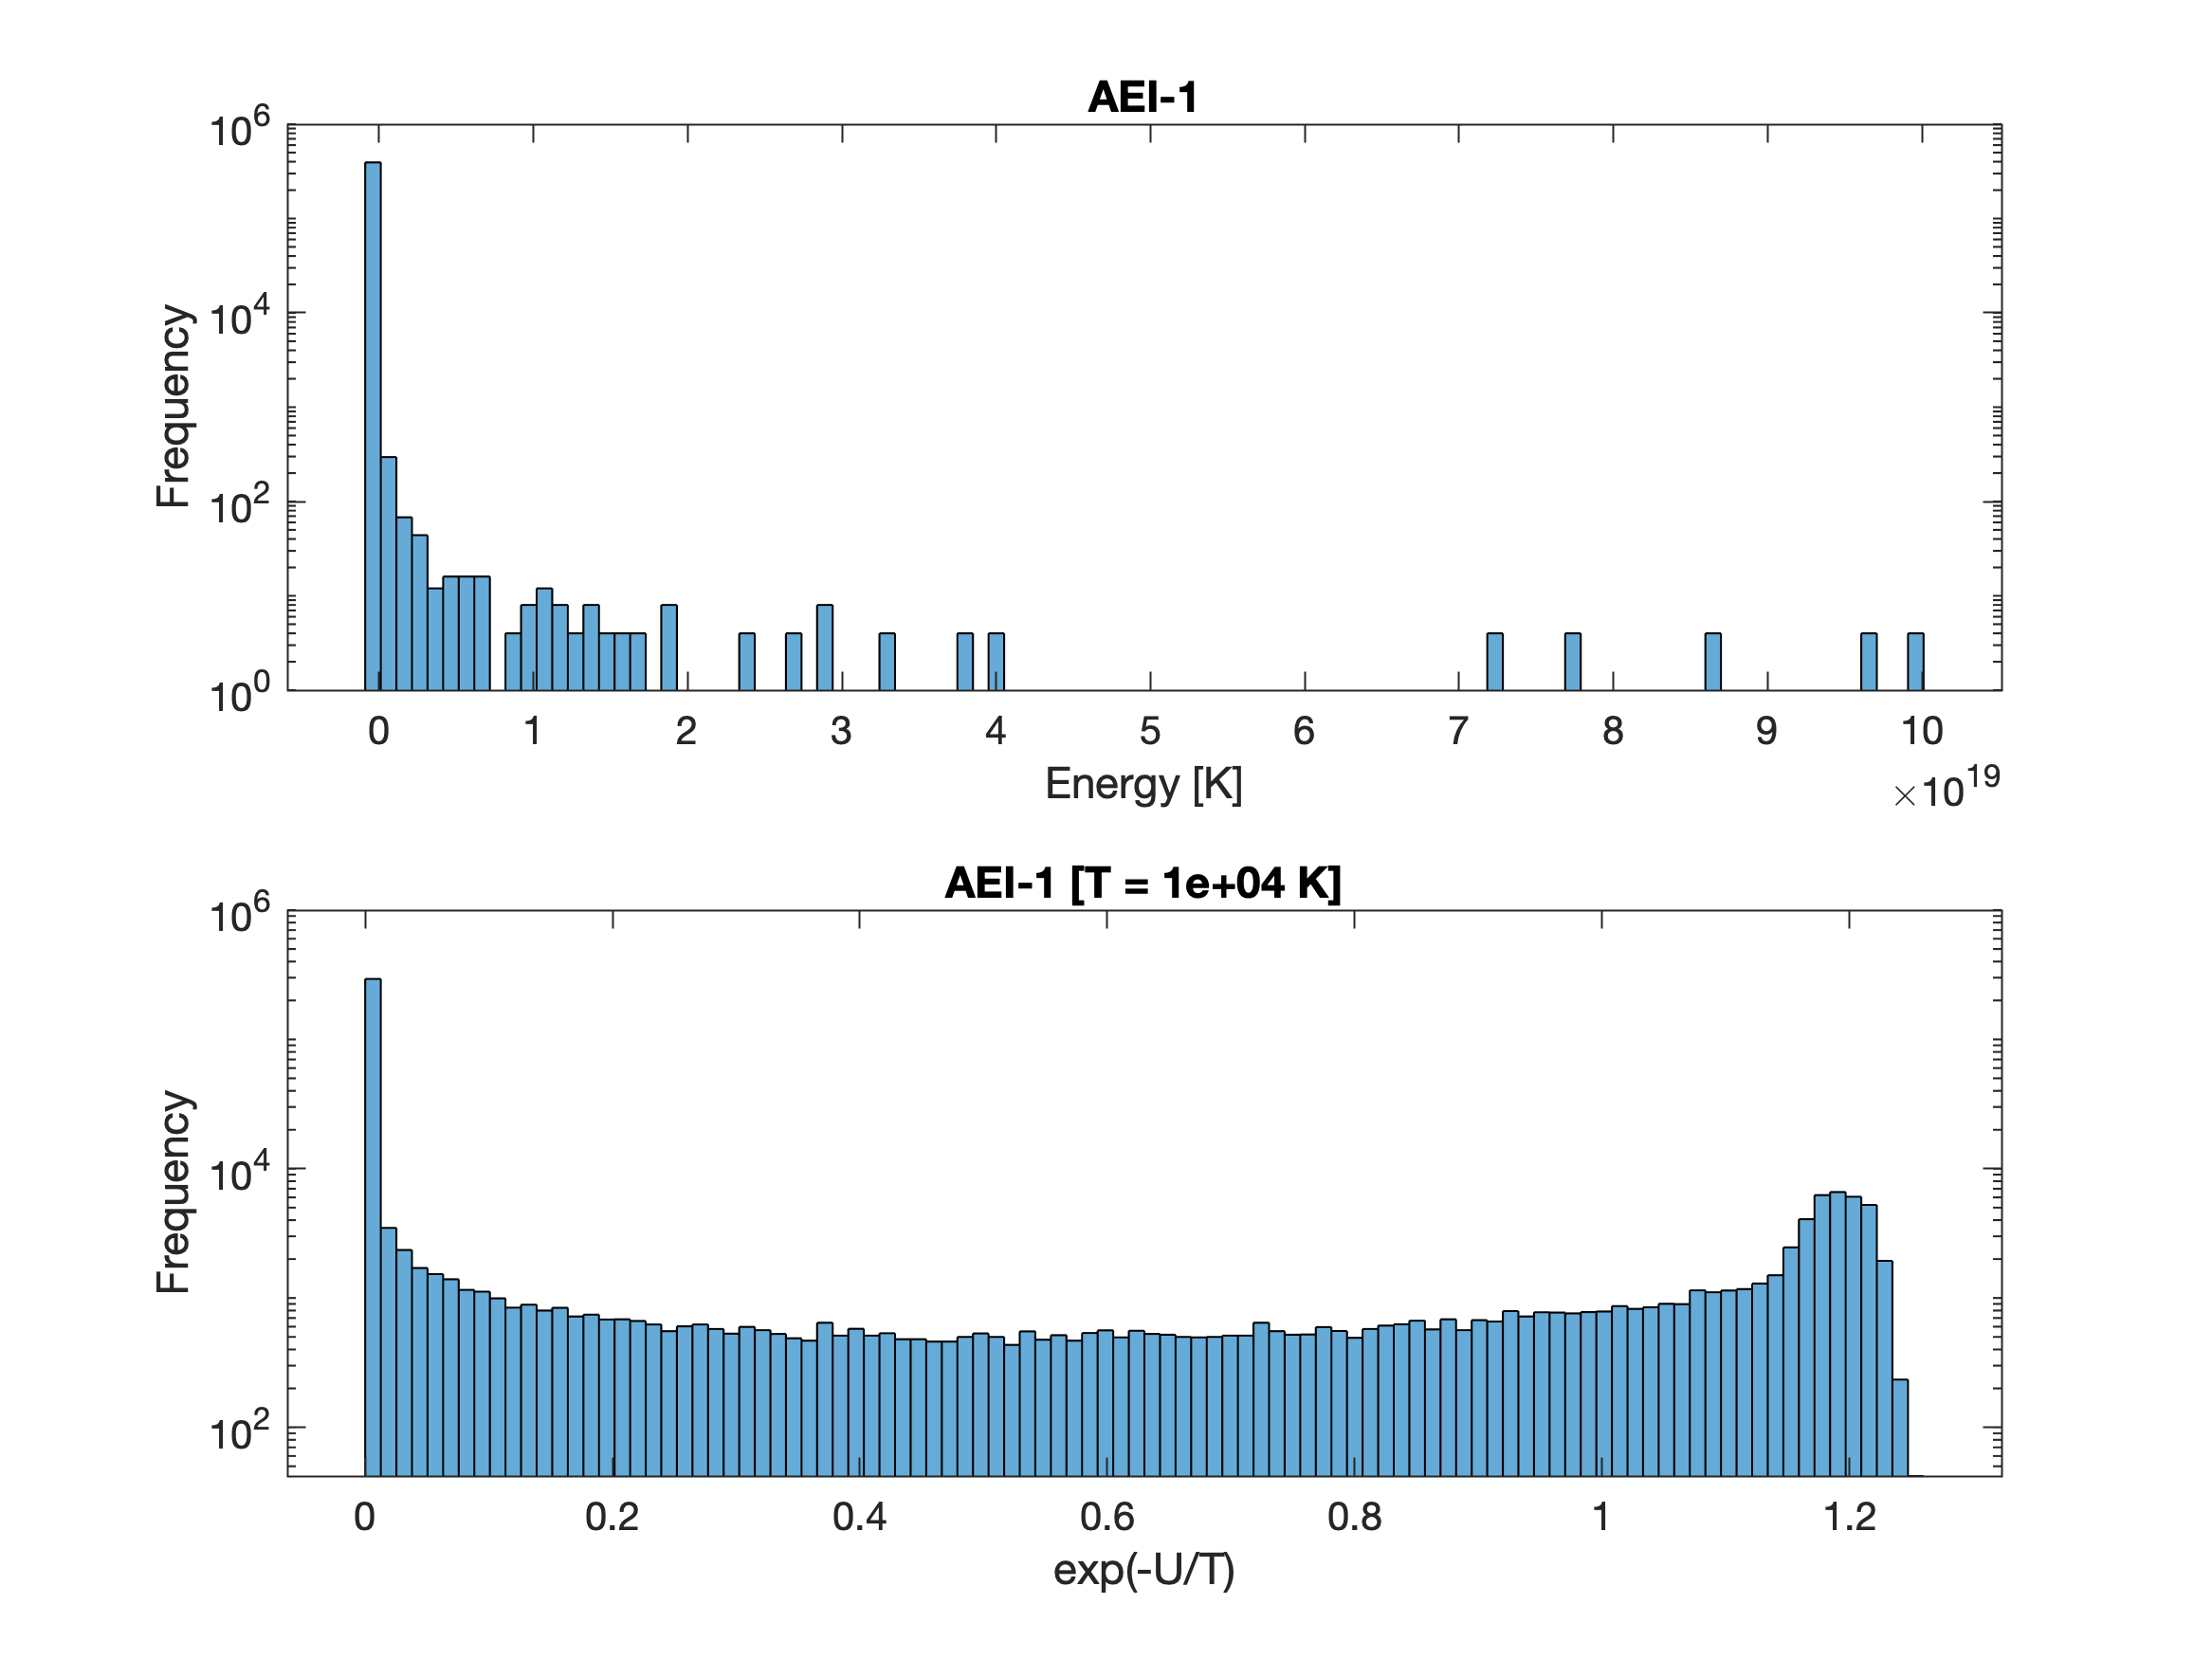 AEI-1
10^6
10^4
10^2
10^0
Frequency
0 1 2 3 4 5 6 7 8 9 10
Energy [K]
×10^19
AEI-1 [T = 1e+04 K]
10^6
10^4
10^2
Frequency
0 0.2 0.4 0.6 0.8 1 1.2
exp(-U/T)